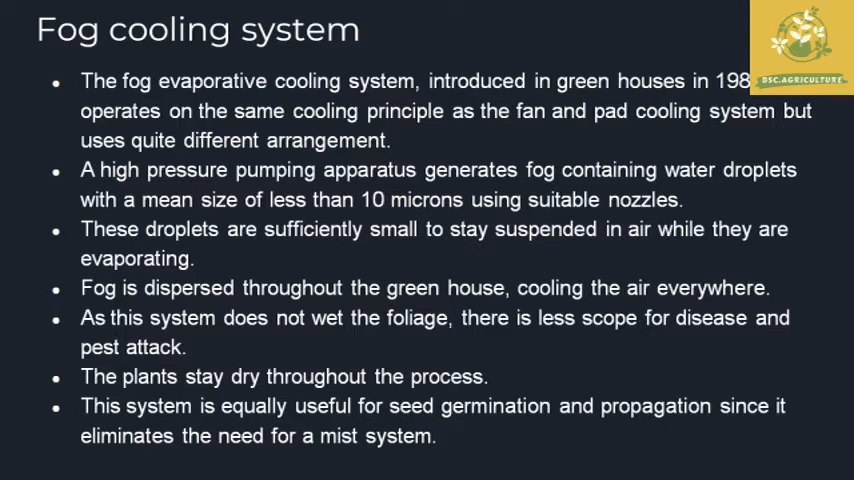 Fog cooling system
DSC.AGRICULTURE
● The fog evaporative cooling system, introduced in green houses in 198
operates on the same cooling principle as the fan and pad cooling system but
uses quite different arrangement.
● A high pressure pumping apparatus generates fog containing water droplets
with a mean size of less than 10 microns using suitable nozzles.
● These droplets are sufficiently small to stay suspended in air while they are
evaporating.
● Fog is dispersed throughout the green house, cooling the air everywhere.
● As this system does not wet the foliage, there is less scope for disease and
pest attack.
● The plants stay dry throughout the process.
● This system is equally useful for seed germination and propagation since it
eliminates the need for a mist system.